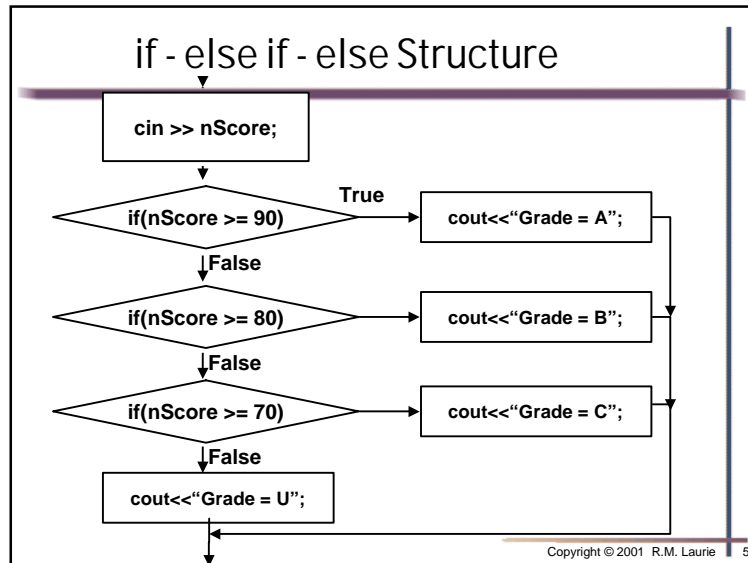 if - else if - else Structure
cin >> nScore;
True
if(nScore >= 90)
cout<<“Grade = A”;
False
if(nScore >= 80)
cout<<“Grade = B”;
False
if(nScore >= 70)
cout<<“Grade = C”;
False
cout<<“Grade = U”;
Copyright © 2001 R.M. Laurie 5